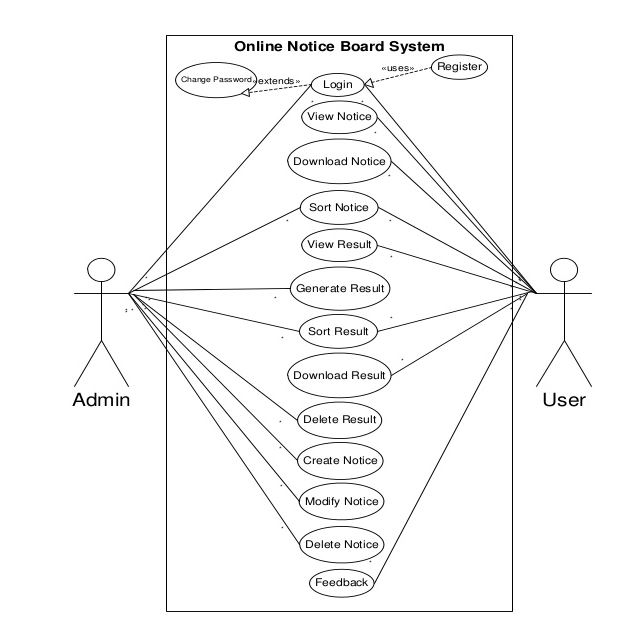 Online Notice Board System
Change Password
«extends»
«uses»
Register
Login
View Notice
Download Notice
Sort Notice
View Result
Generate Result
Sort Result
Download Result
Admin
User
Delete Result
Create Notice
Modify Notice
Delete Notice
Feedback